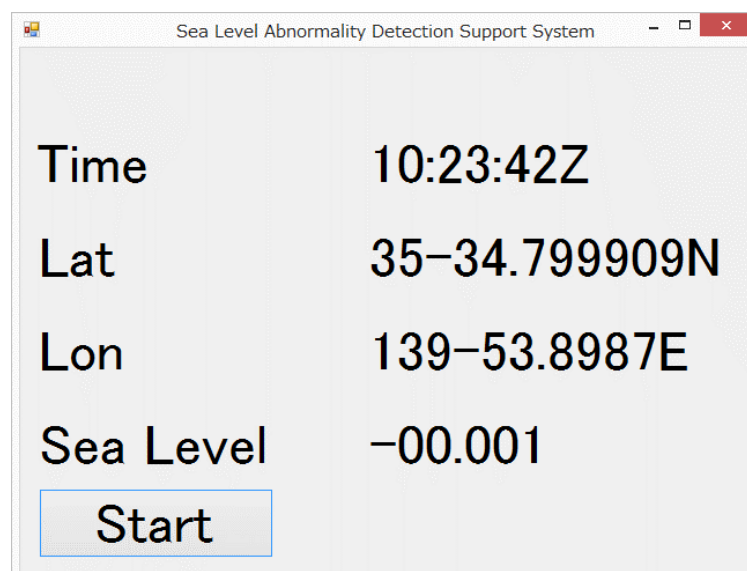 Sea Level Abnormality Detection Support System
Time 10:23:42Z
Lat 35-34.799909N
Lon 139-53.8987E
Sea Level -00.001
Start